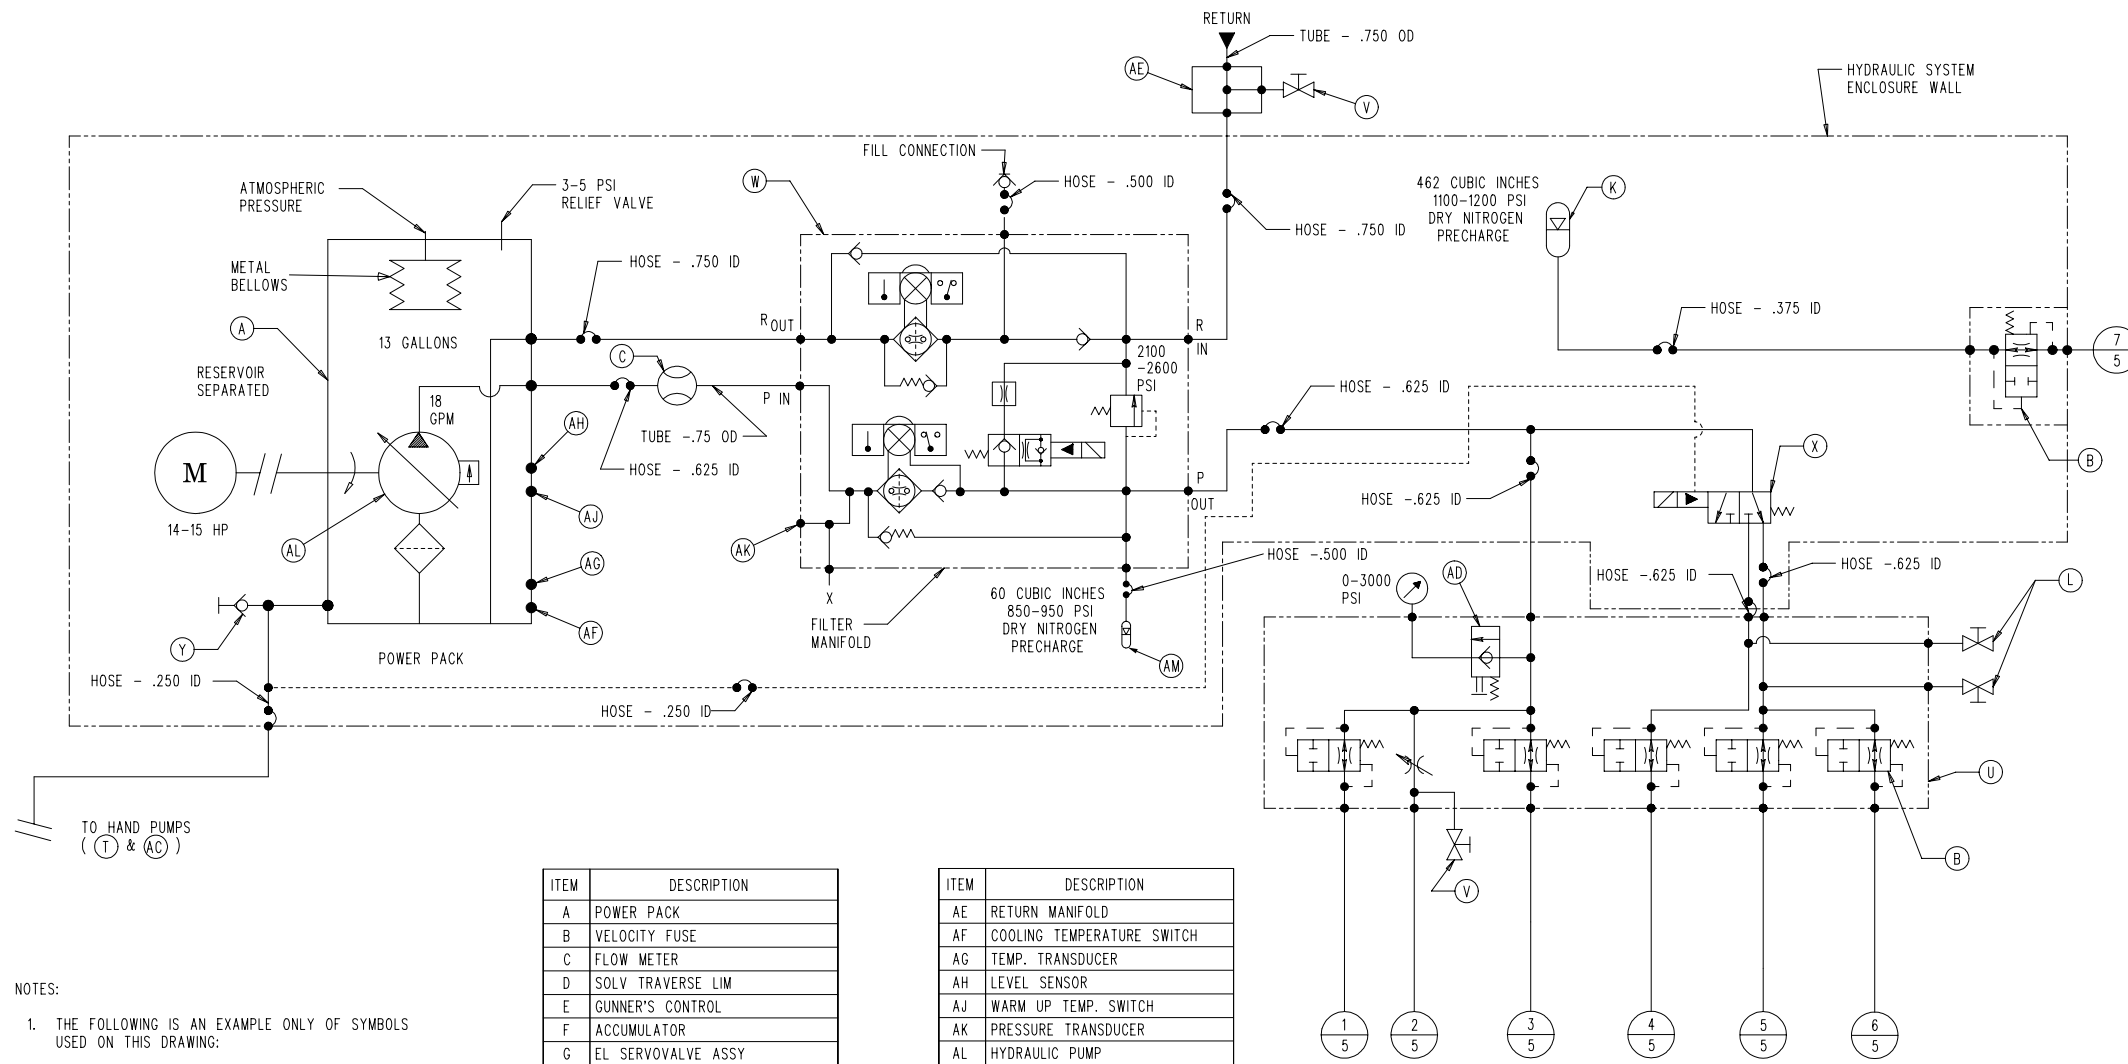 RETURN
TUBE - .750 OD
AE
V
HYDRAULIC SYSTEM
ENCLOSURE WALL
FILL CONNECTION
W
HOSE - .500 ID
462 CUBIC INCHES
1100-1200 PSI
DRY NITROGEN
PRECHARGE
K
ATMOSPHERIC
PRESSURE
3-5 PSI
RELIEF VALVE
HOSE - .750 ID
METAL
BELLOWS
HOSE - .750 ID
A
13 GALLONS
R OUT
R
IN
HOSE - .375 ID
7
5
RESERVOIR
SEPARATED
C
2100
-2600
PSI
18
GPM
P IN
HOSE - .625 ID
AH
TUBE -.75 OD
HOSE - .625 ID
X
B
M
P
OUT
HOSE -.625 ID
14-15 HP
AJ
AL
AK
AG
HOSE -.500 ID
0-3000
PSI
AD
HOSE -.625 ID
HOSE -.625 ID
L
X
60 CUBIC INCHES
850-950 PSI
DRY NITROGEN
PRECHARGE
FILTER
MANIFOLD
AF
Y
POWER PACK
AM
HOSE - .250 ID
HOSE - .250 ID
U
TO HAND PUMPS
( T & AC )
B
V
ITEM DESCRIPTION
A POWER PACK
B VELOCITY FUSE
C FLOW METER
D SOLV TRAVERSE LIM
E GUNNER'S CONTROL
F ACCUMULATOR
G EL SERVOVALVE ASSY
ITEM DESCRIPTION
AE RETURN MANIFOLD
AF COOLING TEMPERATURE SWITCH
AG TEMP. TRANSDUCER
AH LEVEL SENSOR
AJ WARM UP TEMP. SWITCH
AK PRESSURE TRANSDUCER
AL HYDRAULIC PUMP
NOTES:
1. THE FOLLOWING IS AN EXAMPLE ONLY OF SYMBOLS
USED ON THIS DRAWING:
1
5
2
5
3
5
4
5
5
5
6
5